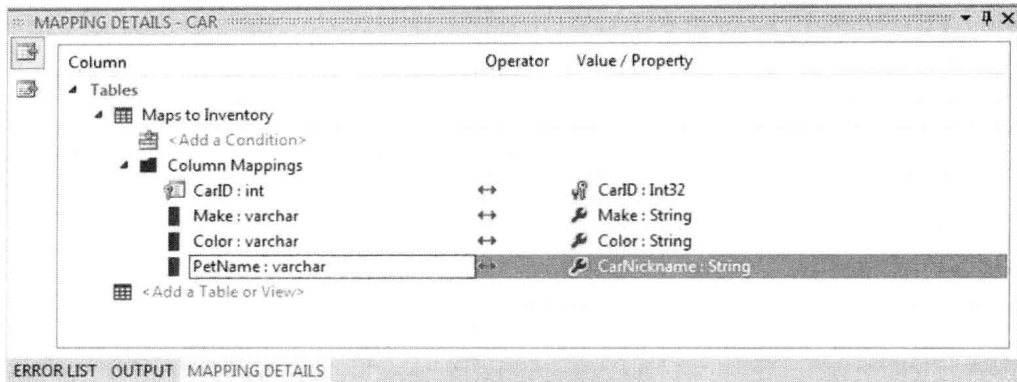 MAPPING DETAILS - CAR
Column Operator Value / Property
Tables
Maps to Inventory
<Add a Condition>
Column Mappings
CarID : int ↔ CarID : Int32
Make : varchar ↔ Make : String
Color : varchar ↔ Color : String
PetName : varchar ↔ CarNickname : String
<Add a Table or View>
ERROR LIST OUTPUT MAPPING DETAILS